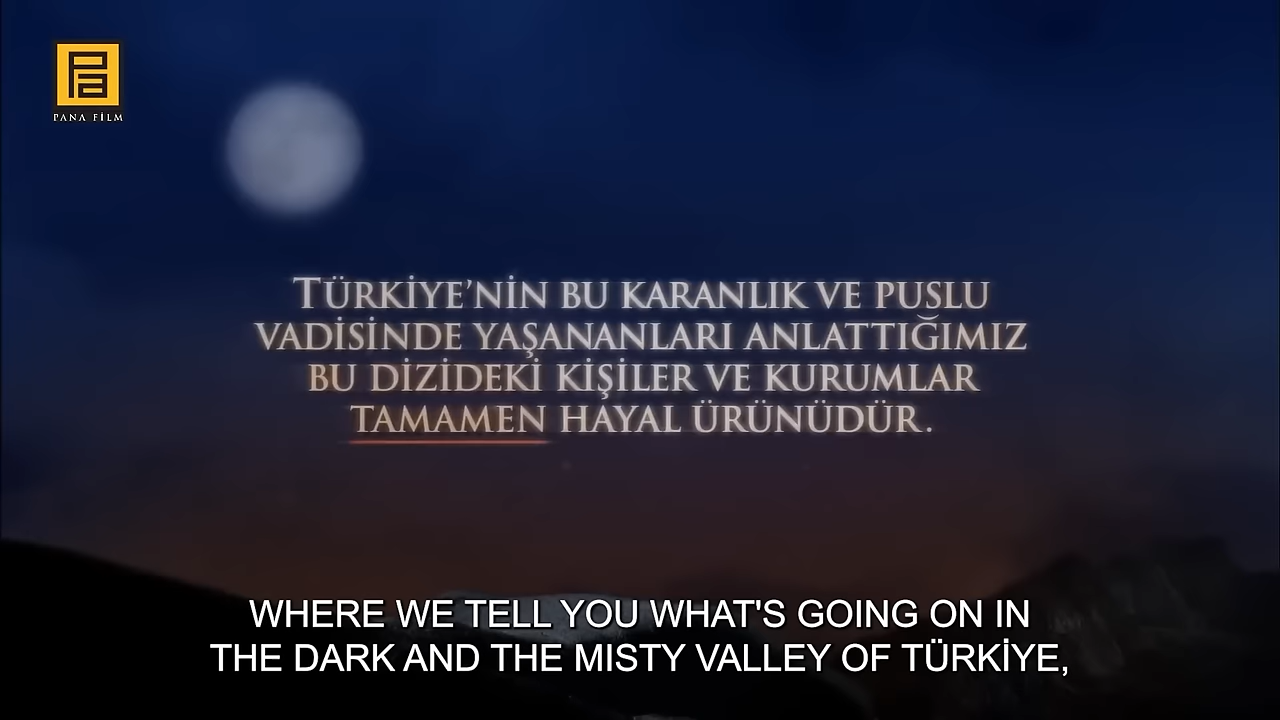 PANA FİLM
TÜRKİYE'NİN BU KARANLIK VE PUSLU
VADİSİNDE YAŞANANLARI ANLATTIĞIMIZ
BU DİZİDEKİ KİŞİLER VE KURUMLAR
TAMAMEN HAYAL ÜRÜNÜDÜR.
WHERE WE TELL YOU WHAT'S GOING ON IN
THE DARK AND THE MISTY VALLEY OF TÜRKİYE,